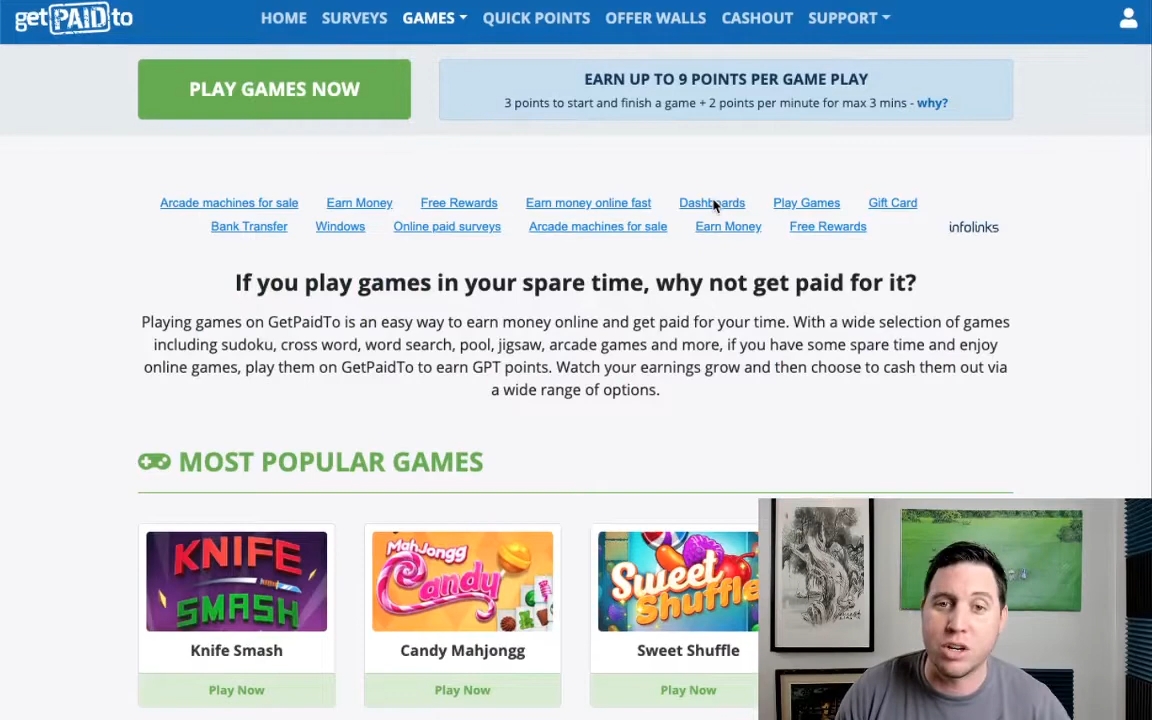 getPAIDto
HOME SURVEYS GAMES QUICK POINTS OFFER WALLS CASHOUT SUPPORT
PLAY GAMES NOW
EARN UP TO 9 POINTS PER GAME PLAY
3 points to start and finish a game + 2 points per minute for max 3 mins - why?
Arcade machines for sale Earn Money Free Rewards Earn money online fast Dashboards Play Games Gift Card
Bank Transfer Windows Online paid surveys Arcade machines for sale Earn Money Free Rewards infolinks
If you play games in your spare time, why not get paid for it?
Playing games on GetPaidTo is an easy way to earn money online and get paid for your time. With a wide selection of games
including sudoku, cross word, word search, pool, jigsaw, arcade games and more, if you have some spare time and enjoy
online games, play them on GetPaidTo to earn GPT points. Watch your earnings grow and then choose to cash them out via
a wide range of options.
MOST POPULAR GAMES
KNIFE
SMASH
MahJongg
Candy
Sweet
Shuffle
Knife Smash Candy Mahjongg Sweet Shuffle
Play Now Play Now Play Now